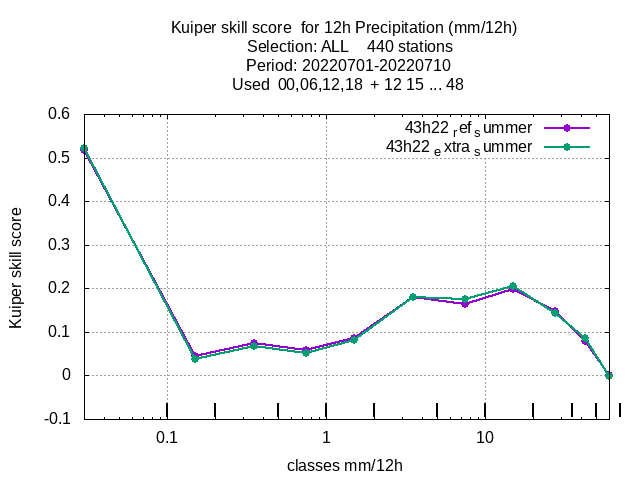 Kuiper skill score  for 12h Precipitation (mm/12h)
Selection: ALL    440 stations
Period: 20220701-20220710
Used  00,06,12,18  + 12 15 ... 48
43h22 ref summer
43h22 extra summer
0.6
0.5
0.4
0.3
0.2
0.1
0
-0.1
Kuiper skill score
0.1 1 10
classes mm/12h